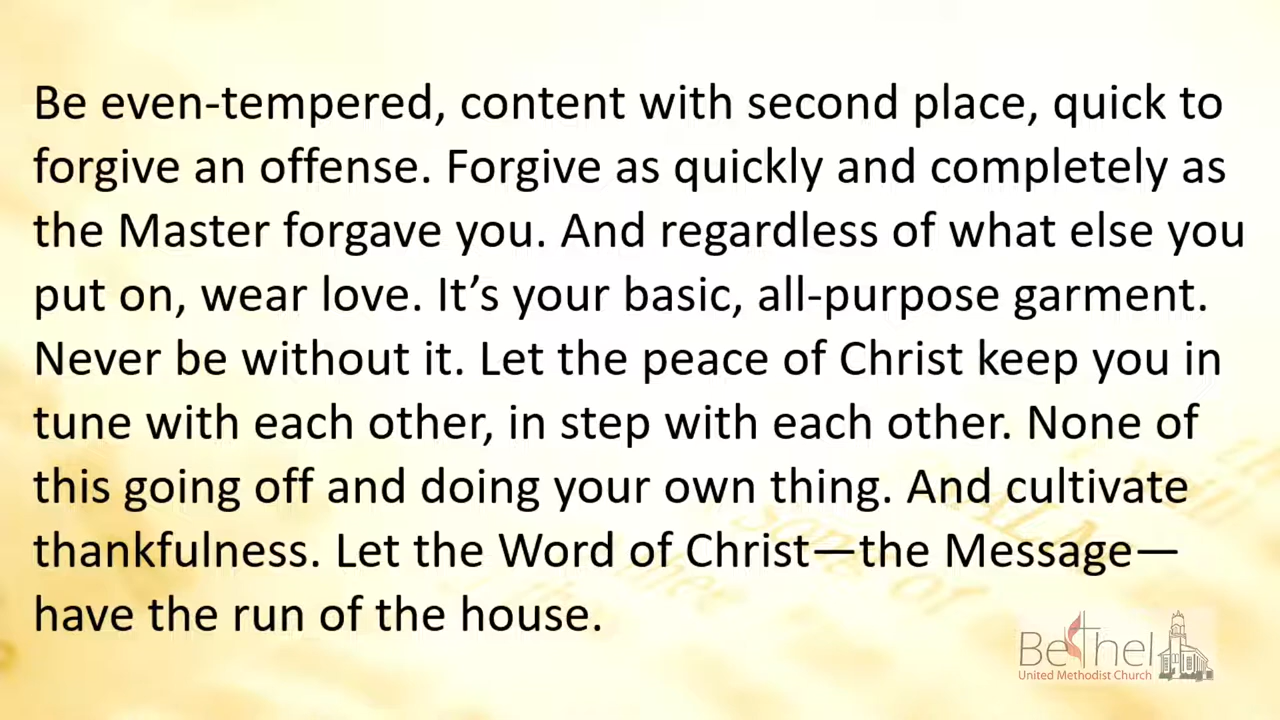 Be even-tempered, content with second place, quick to
forgive an offense. Forgive as quickly and completely as
the Master forgave you. And regardless of what else you
put on, wear love. It’s your basic, all-purpose garment.
Never be without it. Let the peace of Christ keep you in
tune with each other, in step with each other. None of
this going off and doing your own thing. And cultivate
thankfulness. Let the Word of Christ—the Message—
have the run of the house.
Bethel
United Methodist Church